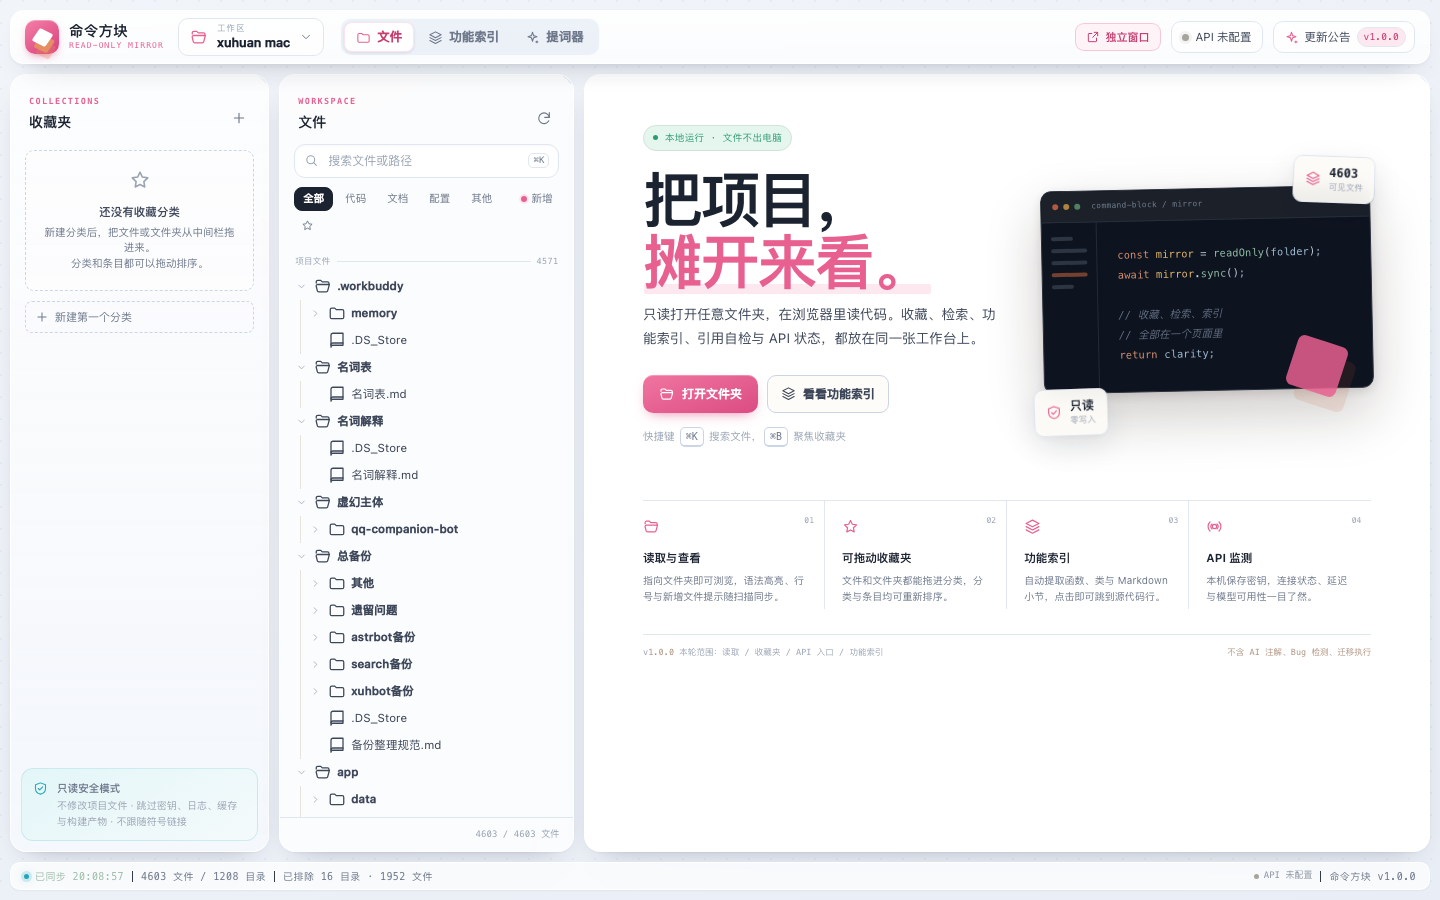 命令方块
READ-ONLY MIRROR
工作区
xuhuan mac
文件
功能索引
提词器
独立窗口
API 未配置
更新公告 v1.0.0
COLLECTIONS
收藏夹
还没有收藏分类
新建分类后，把文件或文件夹从中间栏拖
进来。
分类和条目都可以拖动排序。
新建第一个分类
只读安全模式
不修改项目文件 · 跳过密钥、日志、缓存
与构建产物 · 不跟随符号链接
WORKSPACE
文件
搜索文件或路径 ⌘K
全部 代码 文档 配置 其他 新增
项目文件 4571
.workbuddy
memory
.DS_Store
名词表
名词表.md
名词解释
.DS_Store
名词解释.md
虚幻主体
qq-companion-bot
总备份
其他
遗留问题
astrbot备份
search备份
xuhbot备份
.DS_Store
备份整理规范.md
app
data
4603 / 4603 文件
本地运行 · 文件不出电脑
把项目，
摊开来看。
只读打开任意文件夹，在浏览器里读代码。收藏、检索、功
能索引、引用自检与 API 状态，都放在同一张工作台上。
打开文件夹
看看功能索引
快捷键 ⌘K 搜索文件， ⌘B 聚焦收藏夹
4603
可见文件
command-block / mirror
const mirror = readOnly(folder);
await mirror.sync();
// 收藏、检索、索引
// 全部在一个页面里
return clarity;
只读
零写入
01
读取与查看
指向文件夹即可浏览，语法高亮、行
号与新增文件提示随扫描同步。
02
可拖动收藏夹
文件和文件夹都能拖进分类，分
类与条目均可重新排序。
03
功能索引
自动提取函数、类与 Markdown
小节，点击即可跳到源代码行。
04
API 监测
本机保存密钥，连接状态、延迟
与模型可用性一目了然。
v1.0.0 本轮范围：读取 / 收藏夹 / API 入口 / 功能索引
不含 AI 注解、Bug 检测、迁移执行
已同步 20:08:57 | 4603 文件 / 1208 目录 | 已排除 16 目录 · 1952 文件
API 未配置 | 命令方块 v1.0.0